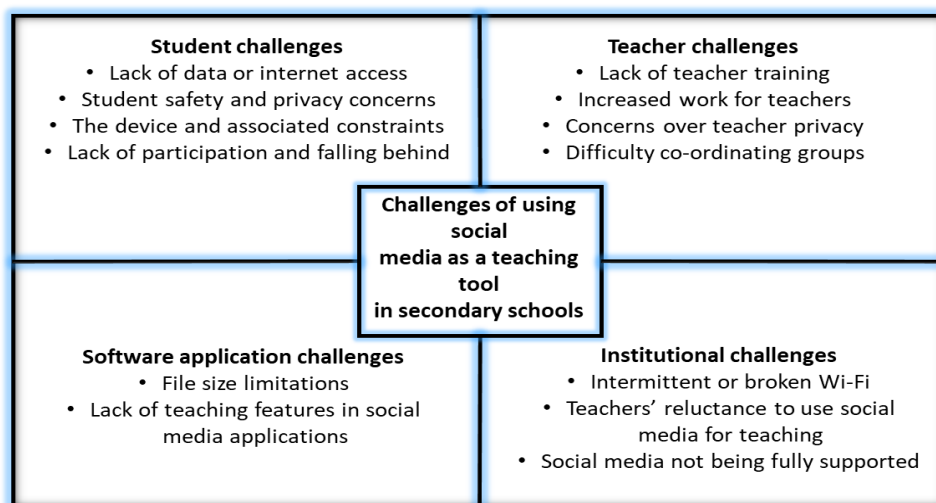 Student challenges
• Lack of data or internet access
• Student safety and privacy concerns
• The device and associated constraints
• Lack of participation and falling behind
Teacher challenges
• Lack of teacher training
• Increased work for teachers
• Concerns over teacher privacy
• Difficulty co-ordinating groups
Challenges of using
social
media as a teaching
tool
in secondary schools
Software application challenges
• File size limitations
• Lack of teaching features in social
media applications
Institutional challenges
• Intermittent or broken Wi-Fi
• Teachers’ reluctance to use social
media for teaching
• Social media not being fully supported